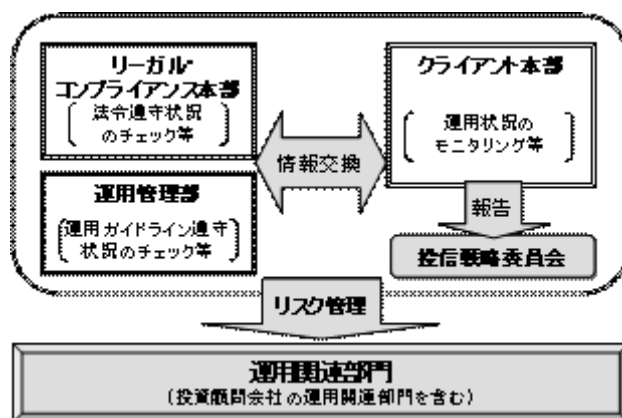 リーガル・
コンプライアンス本部
法令遵守状況
のチェック等
運用管理部
運用ガイドライン遵守
状況のチェック等
情報交換
クライアント本部
運用状況の
モニタリング等
報告
投信戦略委員会
リスク管理
運用関連部門
(投資顧問会社の運用関連部門を含む)